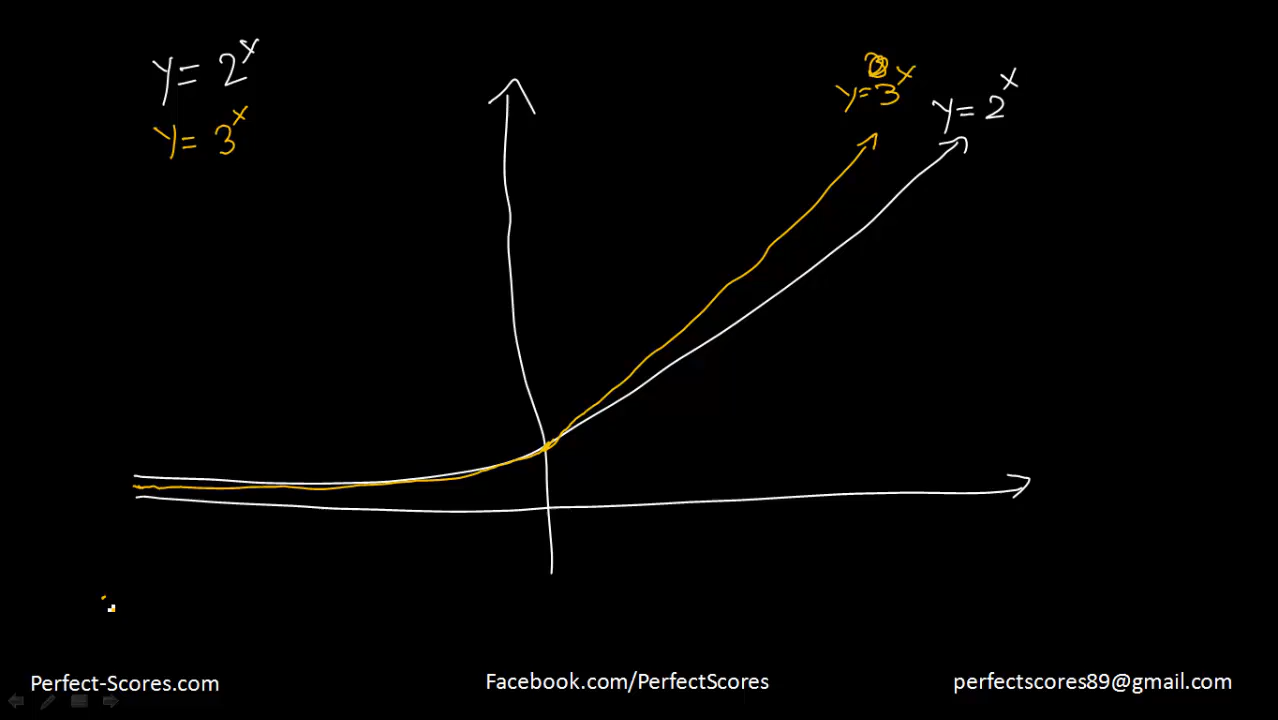 y = 2^x
y = 3^x
y = 3^x
y = 2^x
Perfect-Scores.com
Facebook.com/PerfectScores
perfectscores89@gmail.com